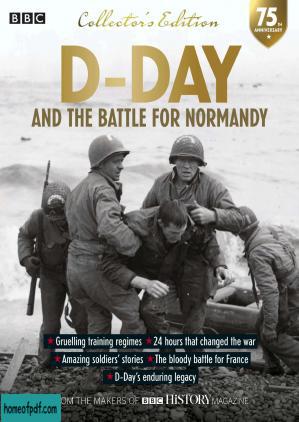 BBC
Collector's Edition
75TH
ANNIVERSARY
D-DAY
AND THE BATTLE FOR NORMANDY
★ Gruelling training regimes ★ 24 hours that changed the war
★ Amazing soldiers' stories ★ The bloody battle for France
★ D-Day's enduring legacy
FROM THE MAKERS OF BBC HISTORY MAGAZINE
homeofpdf.com